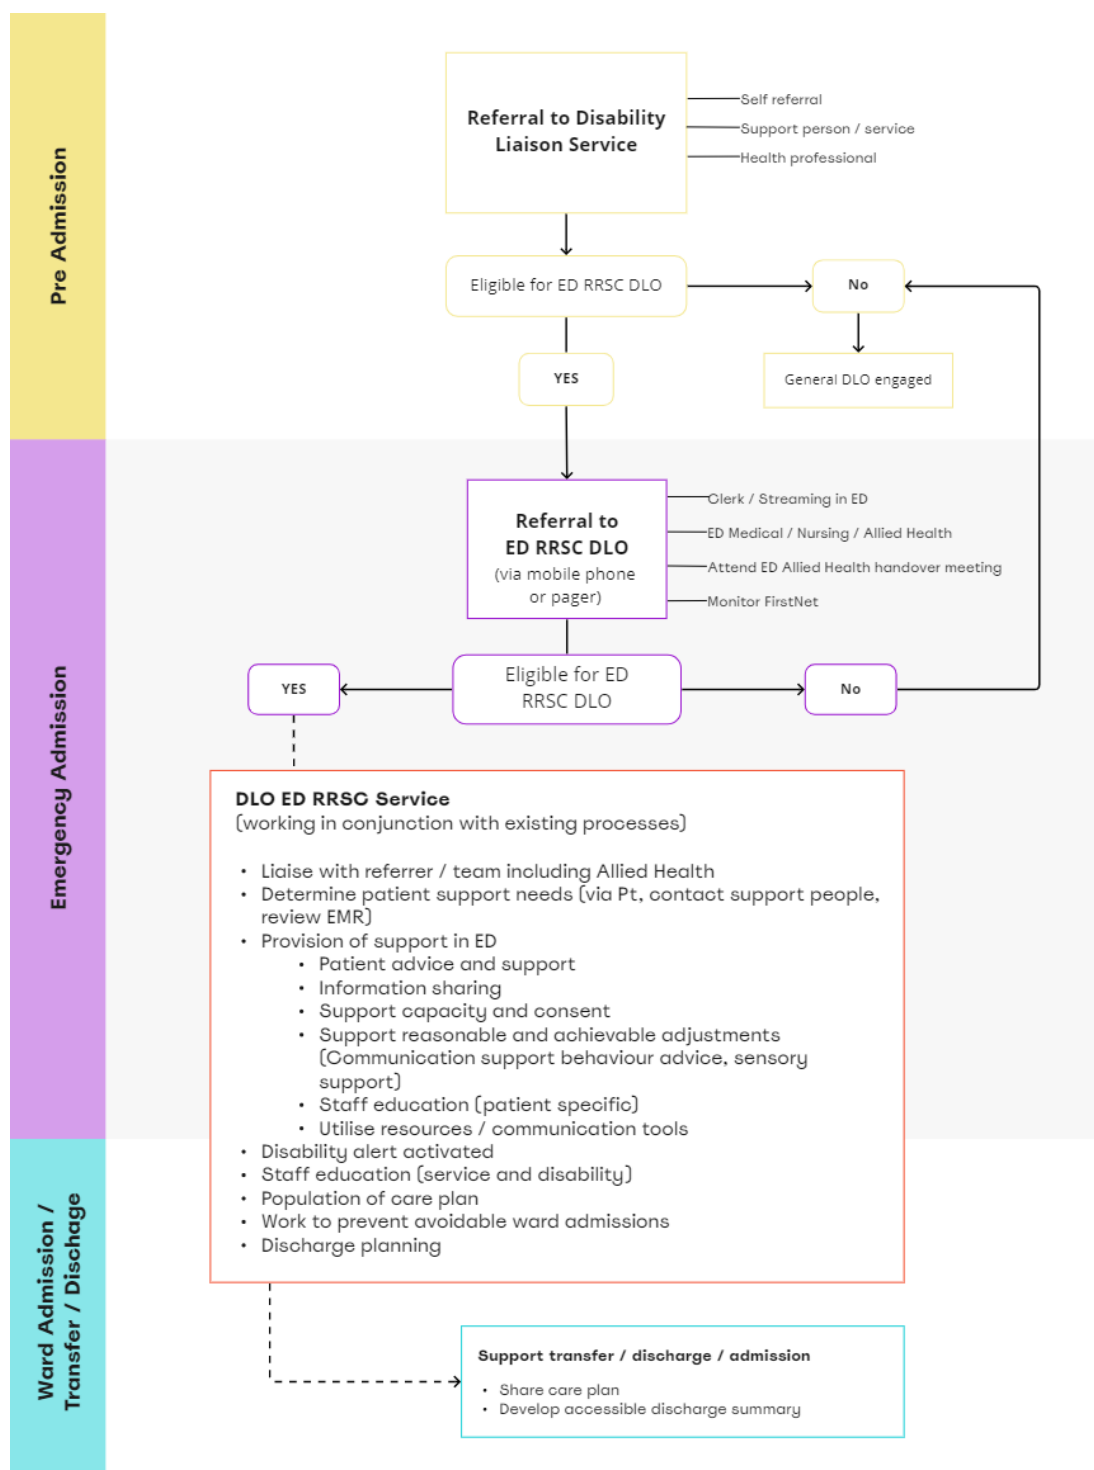 Pre Admission
Referral to Disability
Liaison Service
Self referral
Support person / service
Health professional
Eligible for ED RRSC DLO
No
YES
General DLO engaged
Emergency Admission
Referral to
ED RRSC DLO
(via mobile phone
or pager)
Clerk / Streaming in ED
ED Medical / Nursing / Allied Health
Attend ED Allied Health handover meeting
Monitor FirstNet
Eligible for ED
RRSC DLO
YES
No
DLO ED RRSC Service
(working in conjunction with existing processes)
• Liaise with referrer / team including Allied Health
• Determine patient support needs (via Pt, contact support people,
review EMR)
• Provision of support in ED
• Patient advice and support
• Information sharing
• Support capacity and consent
• Support reasonable and achievable adjustments
(Communication support behaviour advice, sensory
support)
• Staff education (patient specific)
• Utilise resources / communication tools
• Disability alert activated
• Staff education (service and disability)
• Population of care plan
• Work to prevent avoidable ward admissions
• Discharge planning
Ward Admission /
Transfer / Dischage
Support transfer / discharge / admission
• Share care plan
• Develop accessible discharge summary